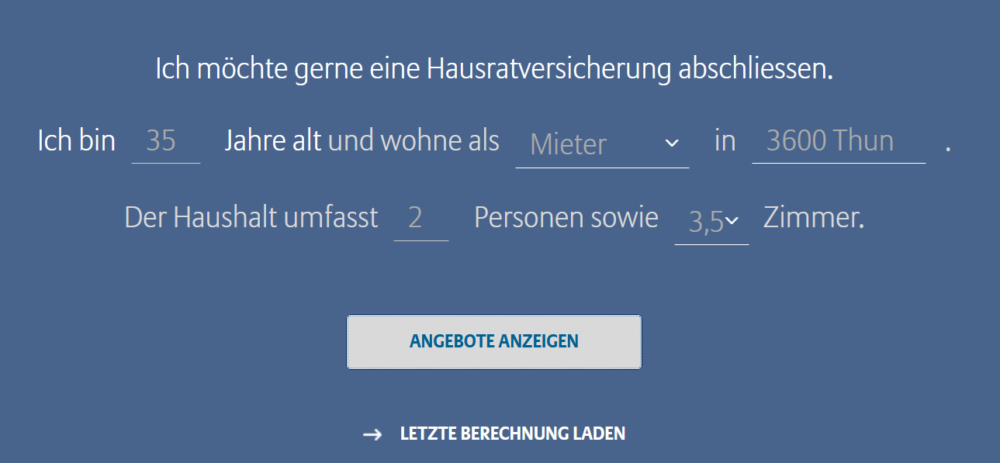 Ich möchte gerne eine Hausratversicherung abschliessen.
Ich bin 35 Jahre alt und wohne als Mieter in 3600 Thun .
Der Haushalt umfasst 2 Personen sowie 3,5 Zimmer.
ANGEBOTE ANZEIGEN
→ LETZTE BERECHNUNG LADEN